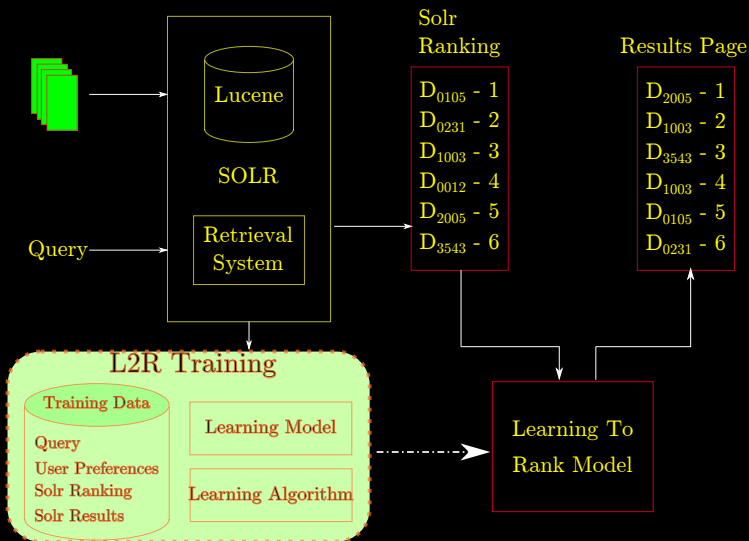 Solr
Ranking
Results Page
Lucene
SOLR
Query
Retrieval
System
D0105 - 1
D0231 - 2
D1003 - 3
D0012 - 4
D2005 - 5
D3543 - 6
D2005 - 1
D1003 - 2
D3543 - 3
D1003 - 4
D0105 - 5
D0231 - 6
L2R Training
Training Data
Query
User Preferences
Solr Ranking
Solr Results
Learning Model
Learning Algorithm
Learning To
Rank Model